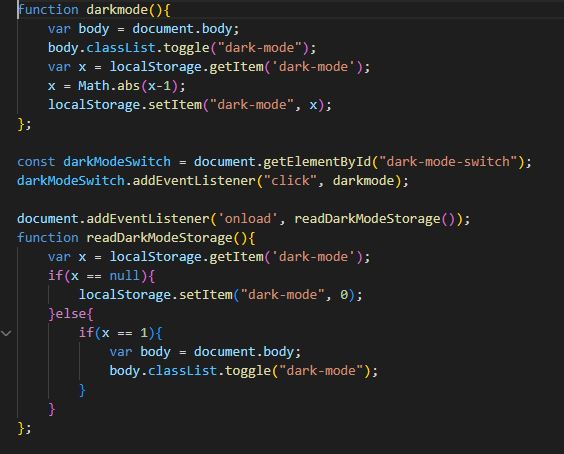 function darkmode(){
    var body = document.body;
    body.classList.toggle("dark-mode");
    var x = localStorage.getItem('dark-mode');
    x = Math.abs(x-1);
    localStorage.setItem("dark-mode", x);
};

const darkModeSwitch = document.getElementById("dark-mode-switch");
darkModeSwitch.addEventListener("click", darkmode);

document.addEventListener('onload', readDarkModeStorage());
function readDarkModeStorage(){
    var x = localStorage.getItem('dark-mode');
    if(x == null){
        localStorage.setItem("dark-mode", 0);
    }else{
        if(x == 1){
            var body = document.body;
            body.classList.toggle("dark-mode");
        }
    }
};